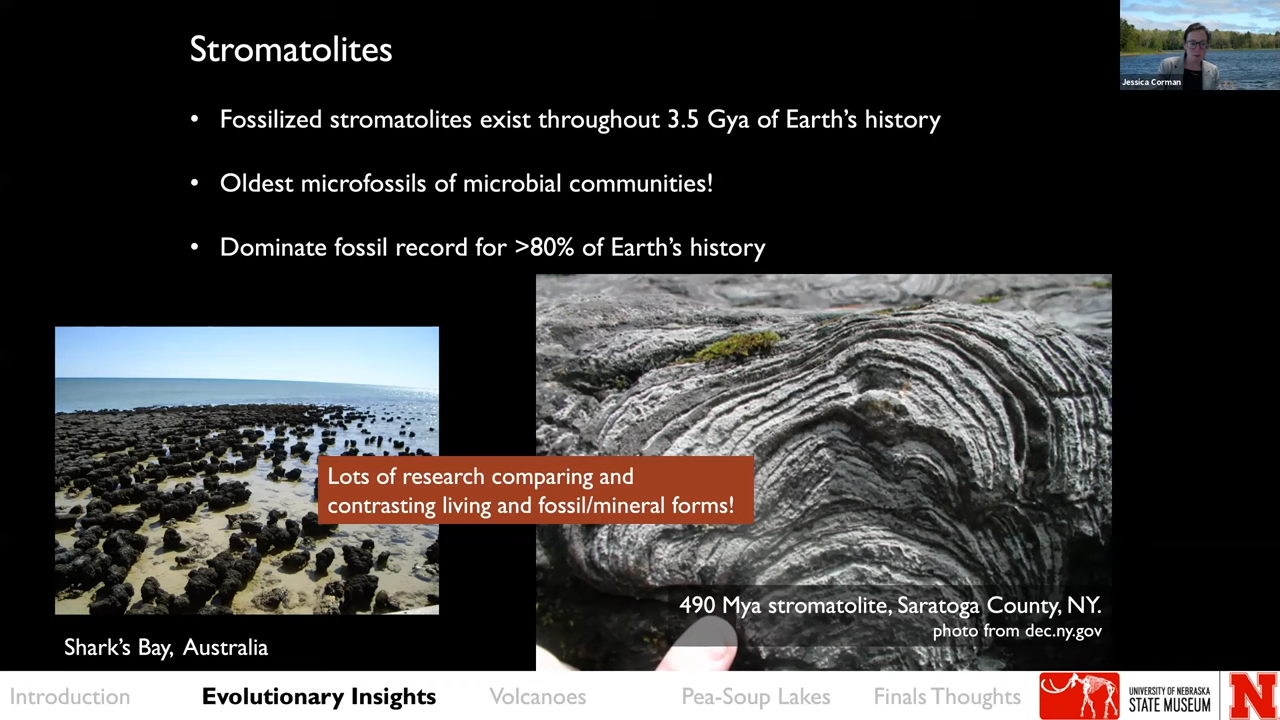 Stromatolites
Jessica Corman
• Fossilized stromatolites exist throughout 3.5 Gya of Earth's history
• Oldest microfossils of microbial communities!
• Dominate fossil record for >80% of Earth's history
Lots of research comparing and
contrasting living and fossil/mineral forms!
490 Mya stromatolite, Saratoga County, NY.
photo from dec.ny.gov
Shark's Bay, Australia
Introduction
Evolutionary Insights
Volcanoes
Pea-Soup Lakes
Finals Thoughts
UNIVERSITY OF NEBRASKA
STATE MUSEUM
N